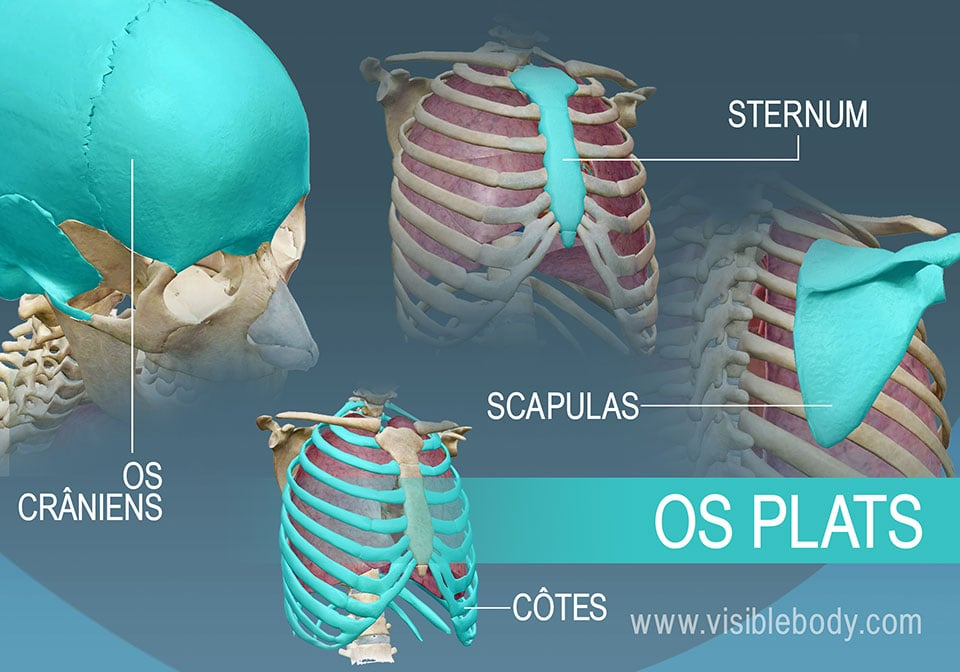 STERNUM
SCAPULAS
OS
CRÂNIENS
OS PLATS
CÔTES
www.visiblebody.com